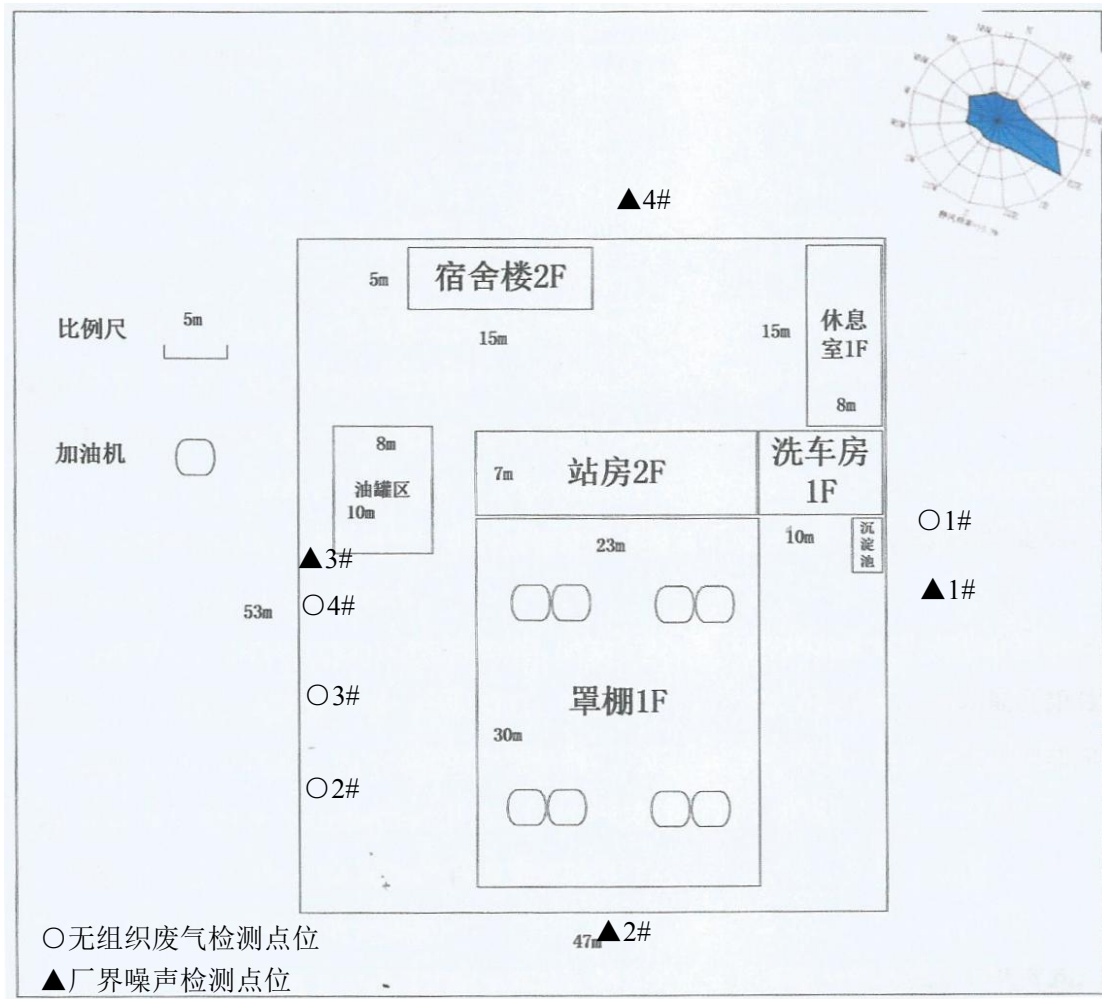 ▲4#
宿舍楼2F
5m
15m
比例尺
5m
15m
休息
室1F
8m
加油机
8m
油罐区
10m
7m
站房2F
洗车房
1F
23m
10m
沉
淀
池
○1#
▲3#
▲1#
○4#
53m
○3#
罩棚1F
30m
○2#
○无组织废气检测点位
47m
▲2#
▲厂界噪声检测点位